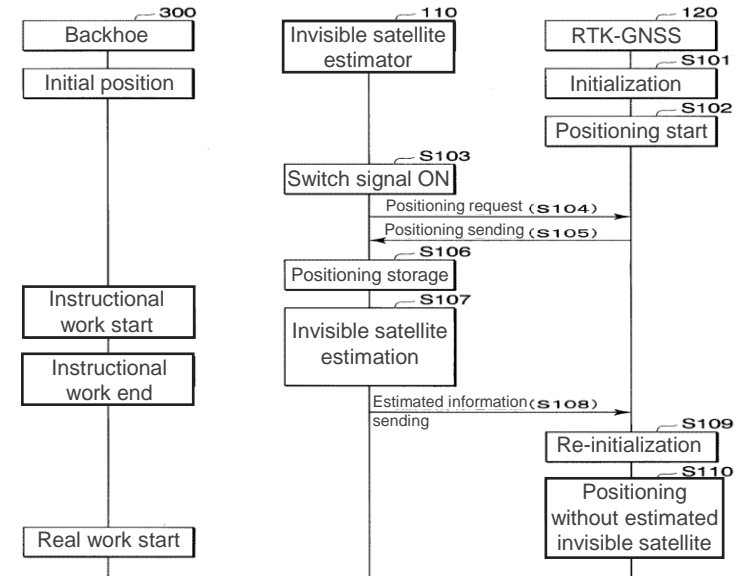 300
Backhoe
110
Invisible satellite
estimator
120
RTK-GNSS
Initial position
S101
Initialization
S102
Positioning start
S103
Switch signal ON
Positioning request (S104)
Positioning sending (S105)
S106
Positioning storage
Instructional
work start
S107
Invisible satellite
estimation
Instructional
work end
Estimated information(S108)
sending
S109
Re-initialization
S110
Positioning
without estimated
invisible satellite
Real work start